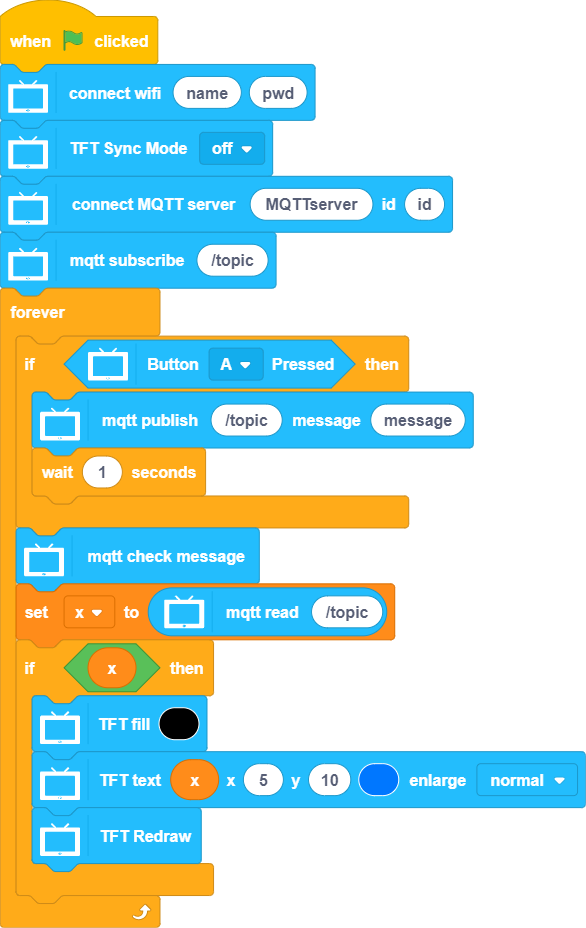 when clicked
connect wifi name pwd
TFT Sync Mode off
connect MQTT server MQTTserver id id
mqtt subscribe /topic
forever
if Button A Pressed then
mqtt publish /topic message message
wait 1 seconds
mqtt check message
set x to mqtt read /topic
if x then
TFT fill
TFT text x x 5 y 10 enlarge normal
TFT Redraw